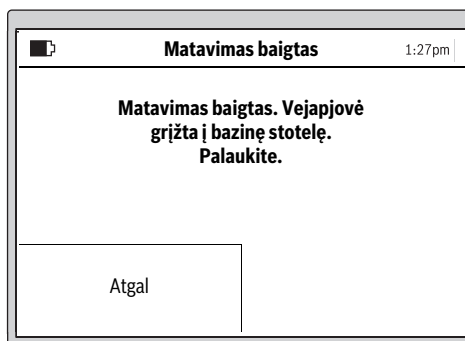 Matavimas baigtas 1:27pm
Matavimas baigtas. Vejapjovė
grįžta į bazinę stotelę.
Palaukite.
Atgal